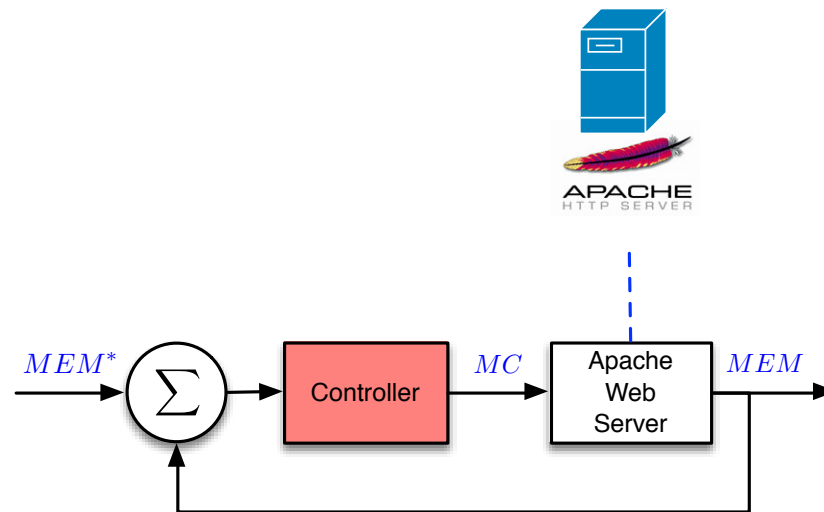 APACHE
HTTP SERVER
MEM*
Σ
Controller
MC
Apache
Web
Server
MEM